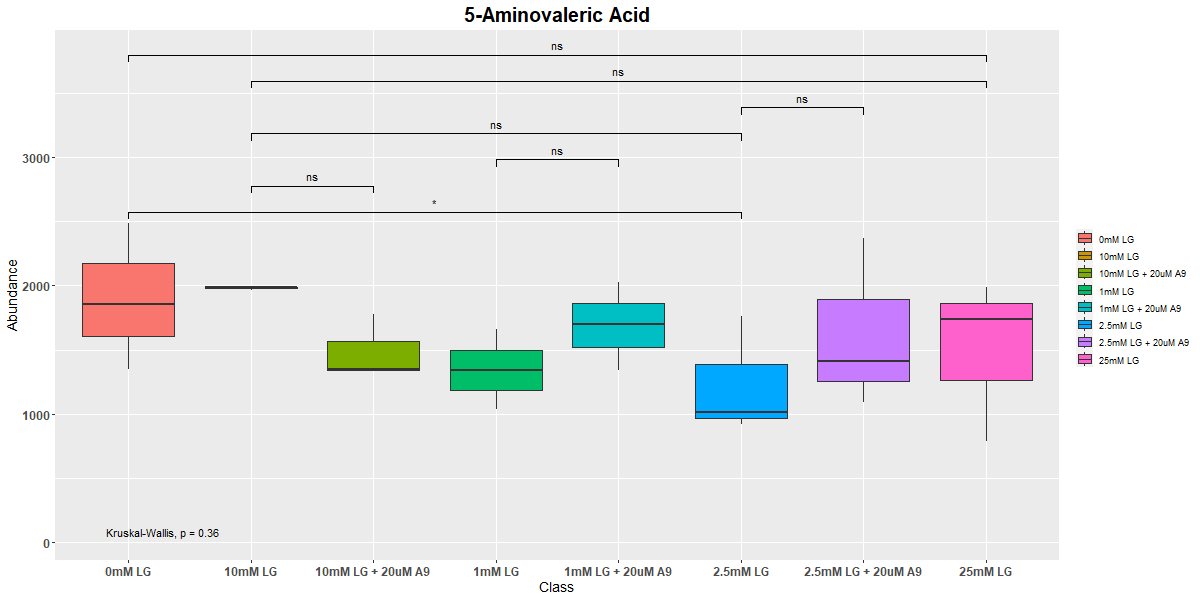 5-Aminovaleric Acid
ns
ns
ns
ns
ns
ns
*
Abundance
3000
2000
1000
0
Kruskal-Wallis, p = 0.36
0mM LG 10mM LG 10mM LG + 20uM A9 1mM LG 1mM LG + 20uM A9 2.5mM LG 2.5mM LG + 20uM A9 25mM LG
Class
0mM LG
10mM LG
10mM LG + 20uM A9
1mM LG
1mM LG + 20uM A9
2.5mM LG
2.5mM LG + 20uM A9
25mM LG